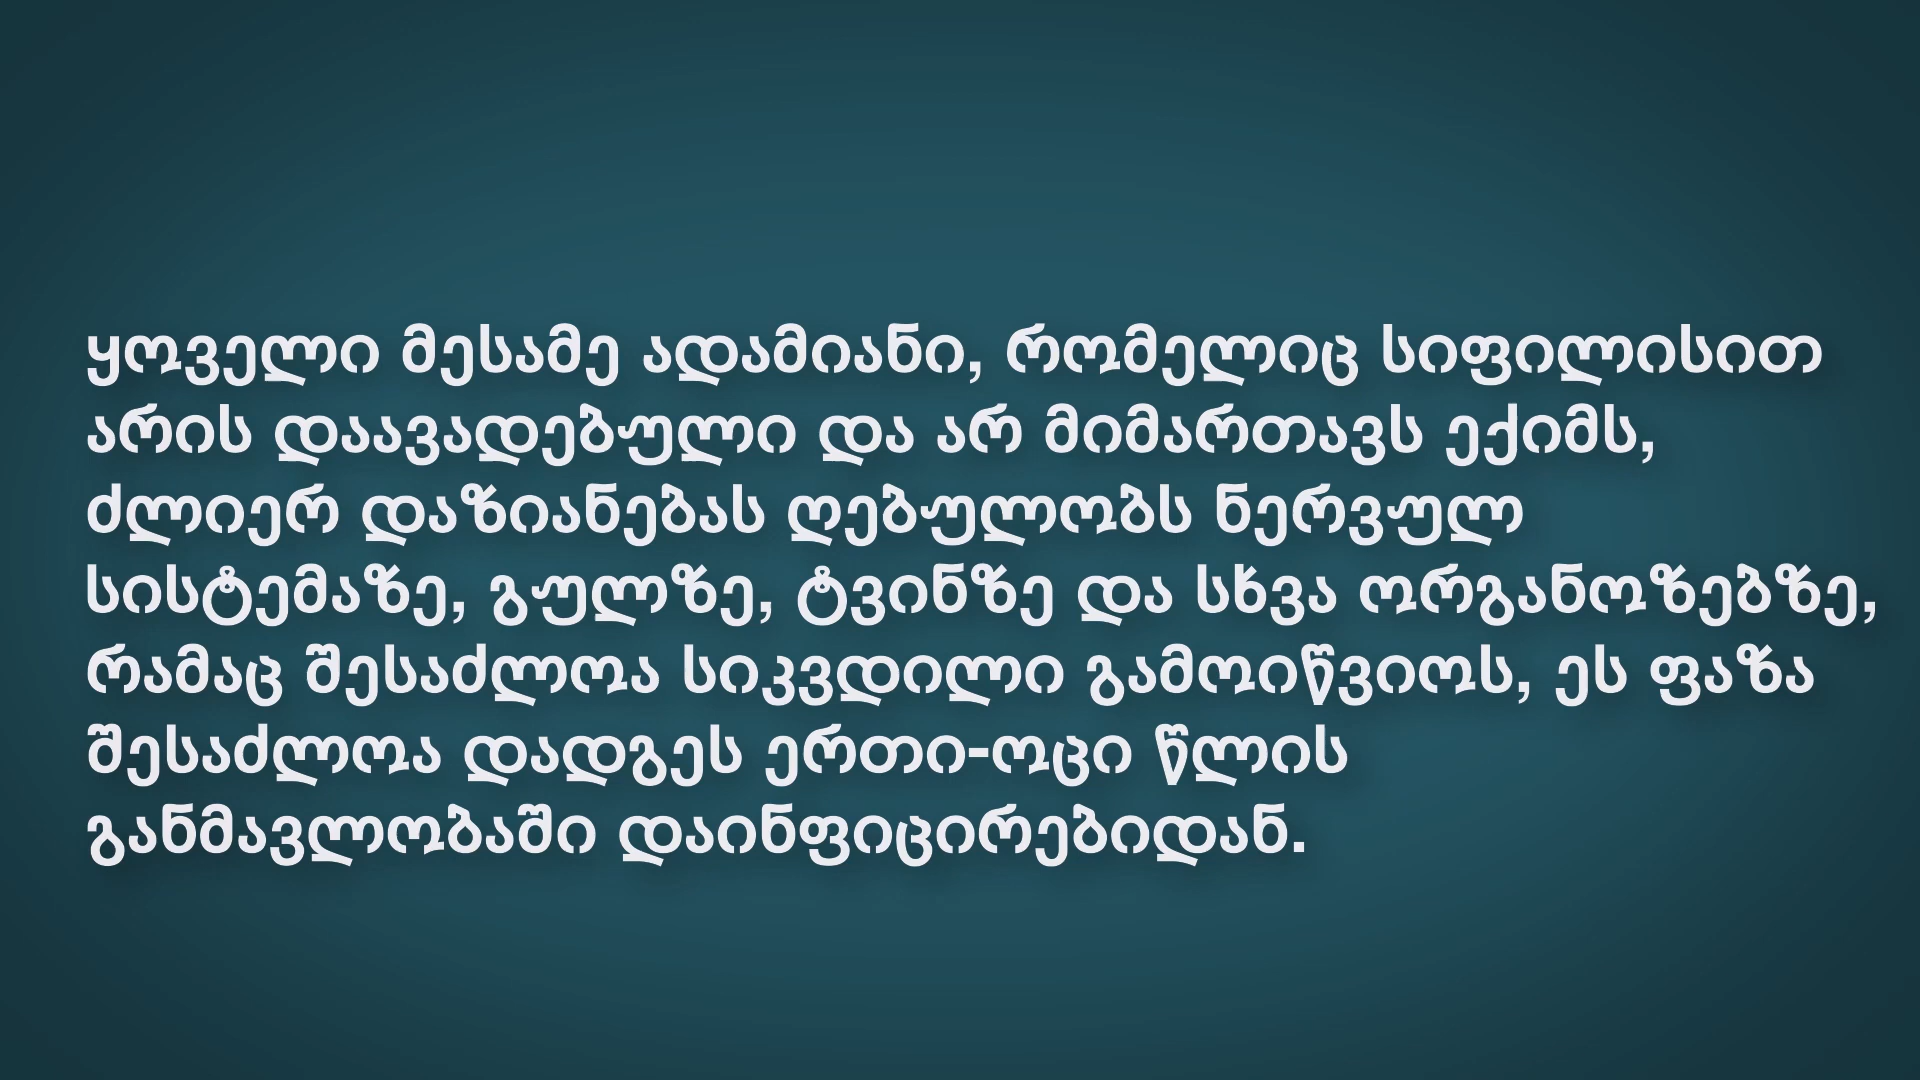 ყოველი მესამე ადამიანი, რომელიც სიფილისით
არის დაავადებული და არ მიმართავს ექიმს,
ძლიერ დაზიანებას ღებულობს ნერვულ
სისტემაზე, გულზე, ტვინზე და სხვა ორგანოზებზე,
რამაც შესაძლოა სიკვდილი გამოიწვიოს, ეს ფაზა
შესაძლოა დადგეს ერთი-ოცი წლის
განმავლობაში დაინფიცირებიდან.